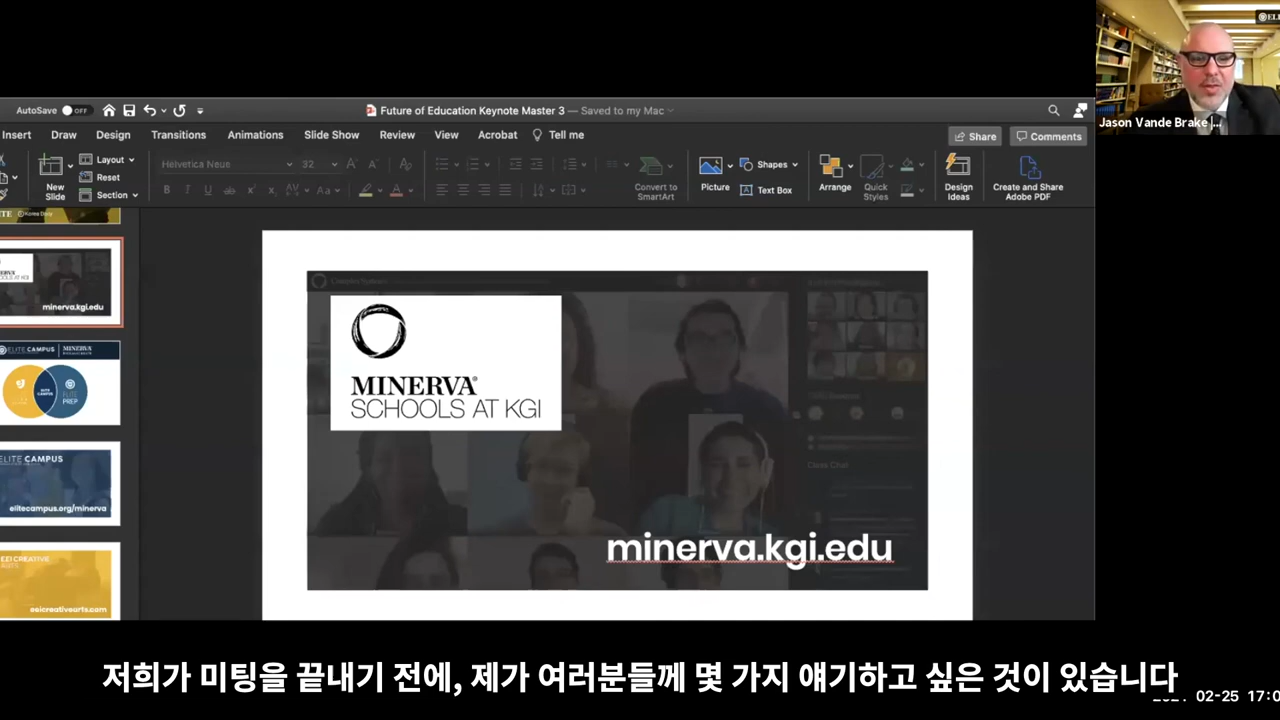 AutoSave OFF
Future of Education Keynote Master 3 — Saved to my Mac
Insert Draw Design Transitions Animations Slide Show Review View Acrobat Tell me
Share Comments
New Slide
Layout
Reset
Section
Helvetica Neue 32
Convert to SmartArt
Picture
Shapes
Text Box
Arrange
Quick Styles
Design Ideas
Create and Share Adobe PDF
Jason Vande Brake |...
minerva.kgi.edu
ELITE CAMPUS
MINERVA
ELITE PREP
ELITE CAMPUS
elitecampus.org/minerva
EEI CREATIVE
eeicreativearts.com
MINERVA®
SCHOOLS AT KGI
minerva.kgi.edu
저희가 미팅을 끝내기 전에, 제가 여러분들께 몇 가지 얘기하고 싶은 것이 있습니다
02-25 17:0